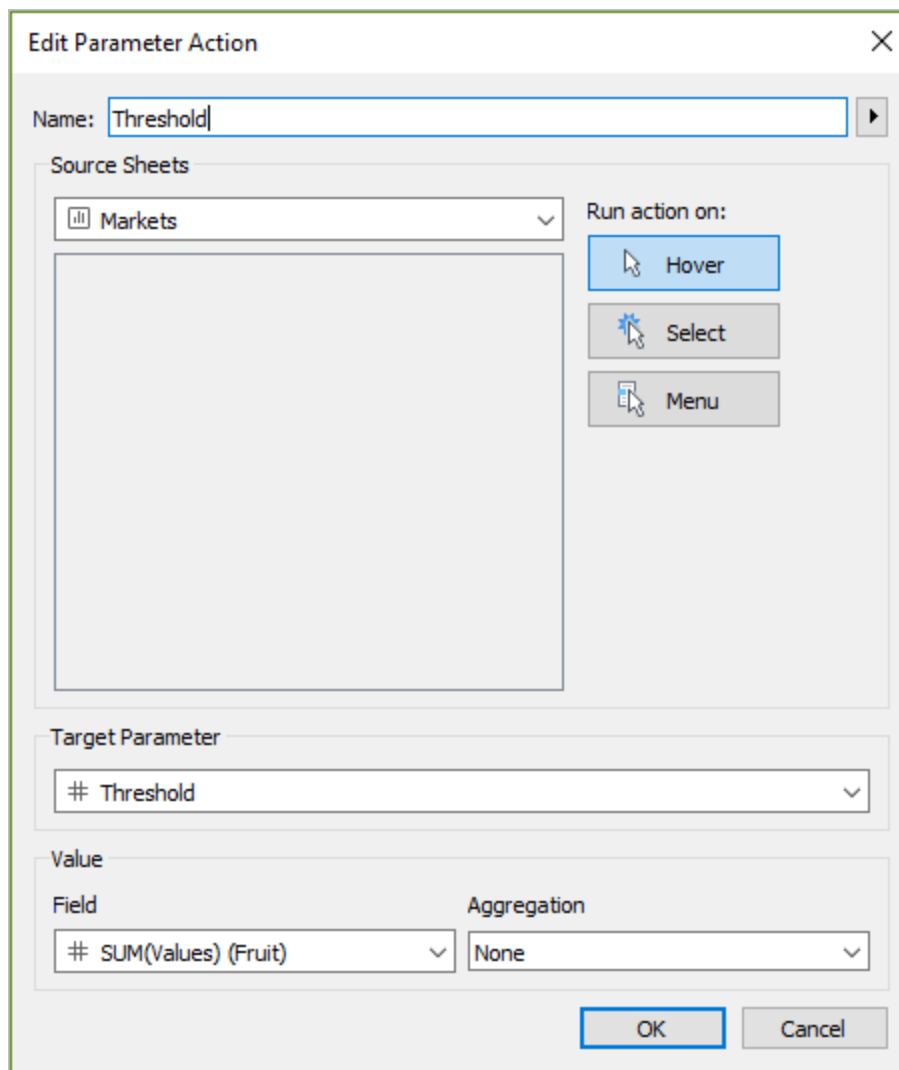 Edit Parameter Action
Name: Threshold
Source Sheets
Markets
Run action on:
Hover
Select
Menu
Target Parameter
Threshold
Value
Field Aggregation
SUM(Values) (Fruit) None
OK Cancel